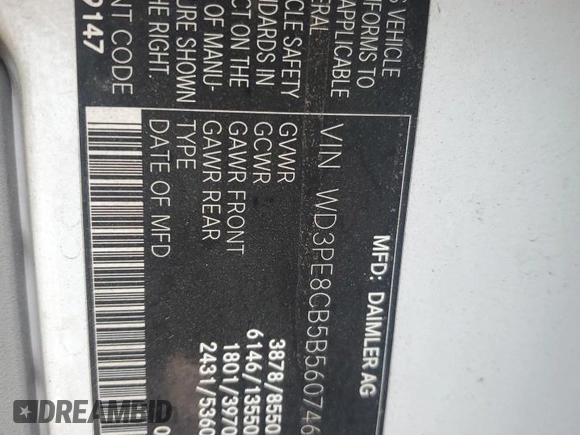 MFD: DAIMLER AG
VIN WD3PE8CB5B560746
GVWR 3878/8550
GCWR 6146/13550
GAWR FRONT 1801/3970
GAWR REAR 2431/5360
TYPE
DATE OF MFD
S VEHICLE
NFORMS TO
APPLICABLE
ERAL
CLE SAFETY
NDARDS IN
CT ON THE
OF MANU-
URE SHOWN
HE RIGHT.
NT CODE
9147
DREAMBID